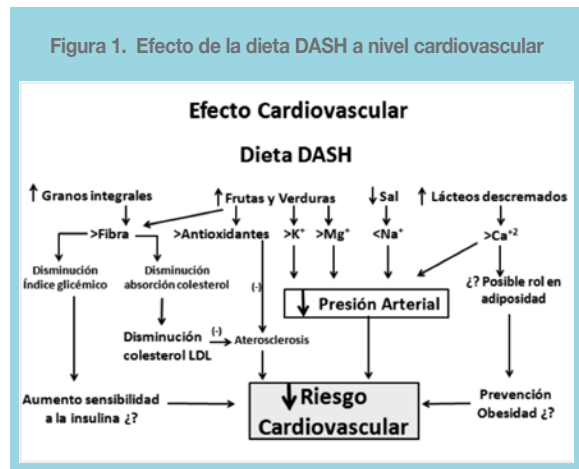 Figura 1. Efecto de la dieta DASH a nivel cardiovascular
Efecto Cardiovascular
Dieta DASH
↑ Granos integrales
↑ Frutas y Verduras
↓ Sal
↑ Lácteos descremados
>Fibra
>Antioxidantes
>K⁺
>Mg⁺
<Na⁺
>Ca⁺²
Disminución
Índice glicémico
Disminución
absorción colesterol
(-)
↓ Presión Arterial
¿? Posible rol en
adiposidad
Disminución
colesterol LDL
(-)
Aterosclerosis
Aumento sensibilidad
a la insulina ¿?
↓ Riesgo
Cardiovascular
Prevención
Obesidad ¿?